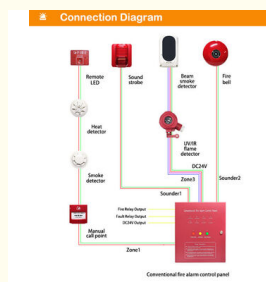 Connection Diagram
Remote
LED
Sound
strobe
Beam
smoke
detector
Fire
bell
Heat
detector
UV/IR
flame
detector
DC24V
Smoke
detector
Zone3
Sounder1
Sounder2
Fire Relay Output
Fault Relay Output
DC24V Output
Manual
call point
Zone1
Conventional fire alarm control panel